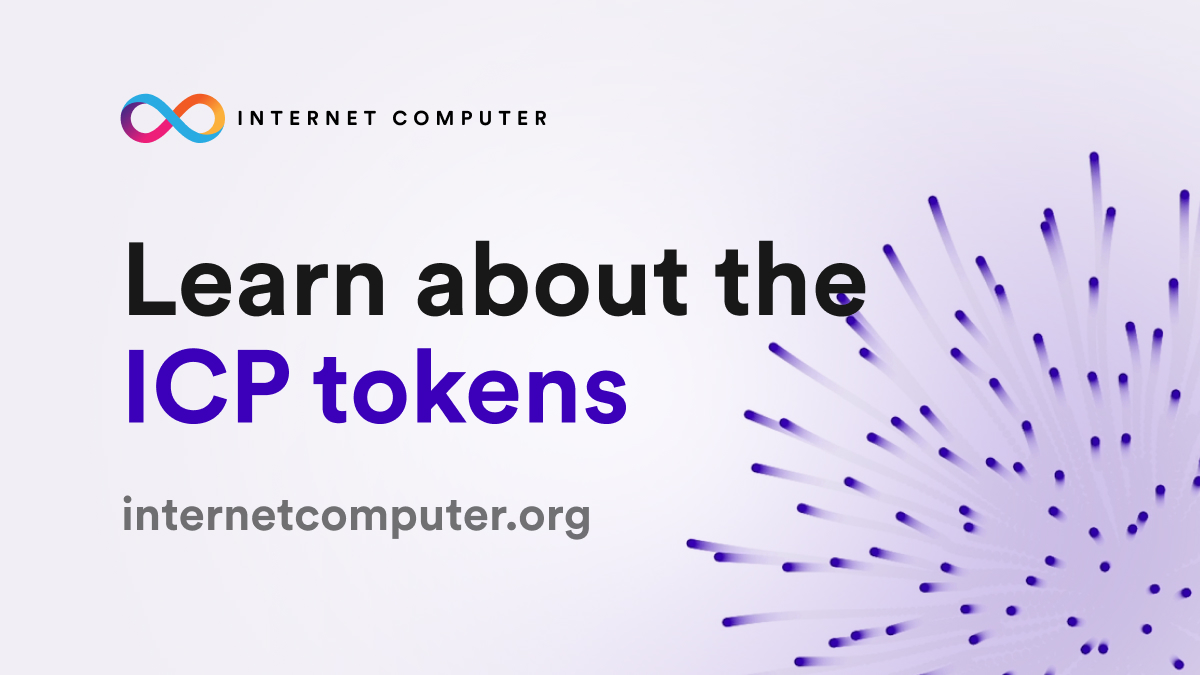 INTERNET COMPUTER
Learn about the
ICP tokens
internetcomputer.org